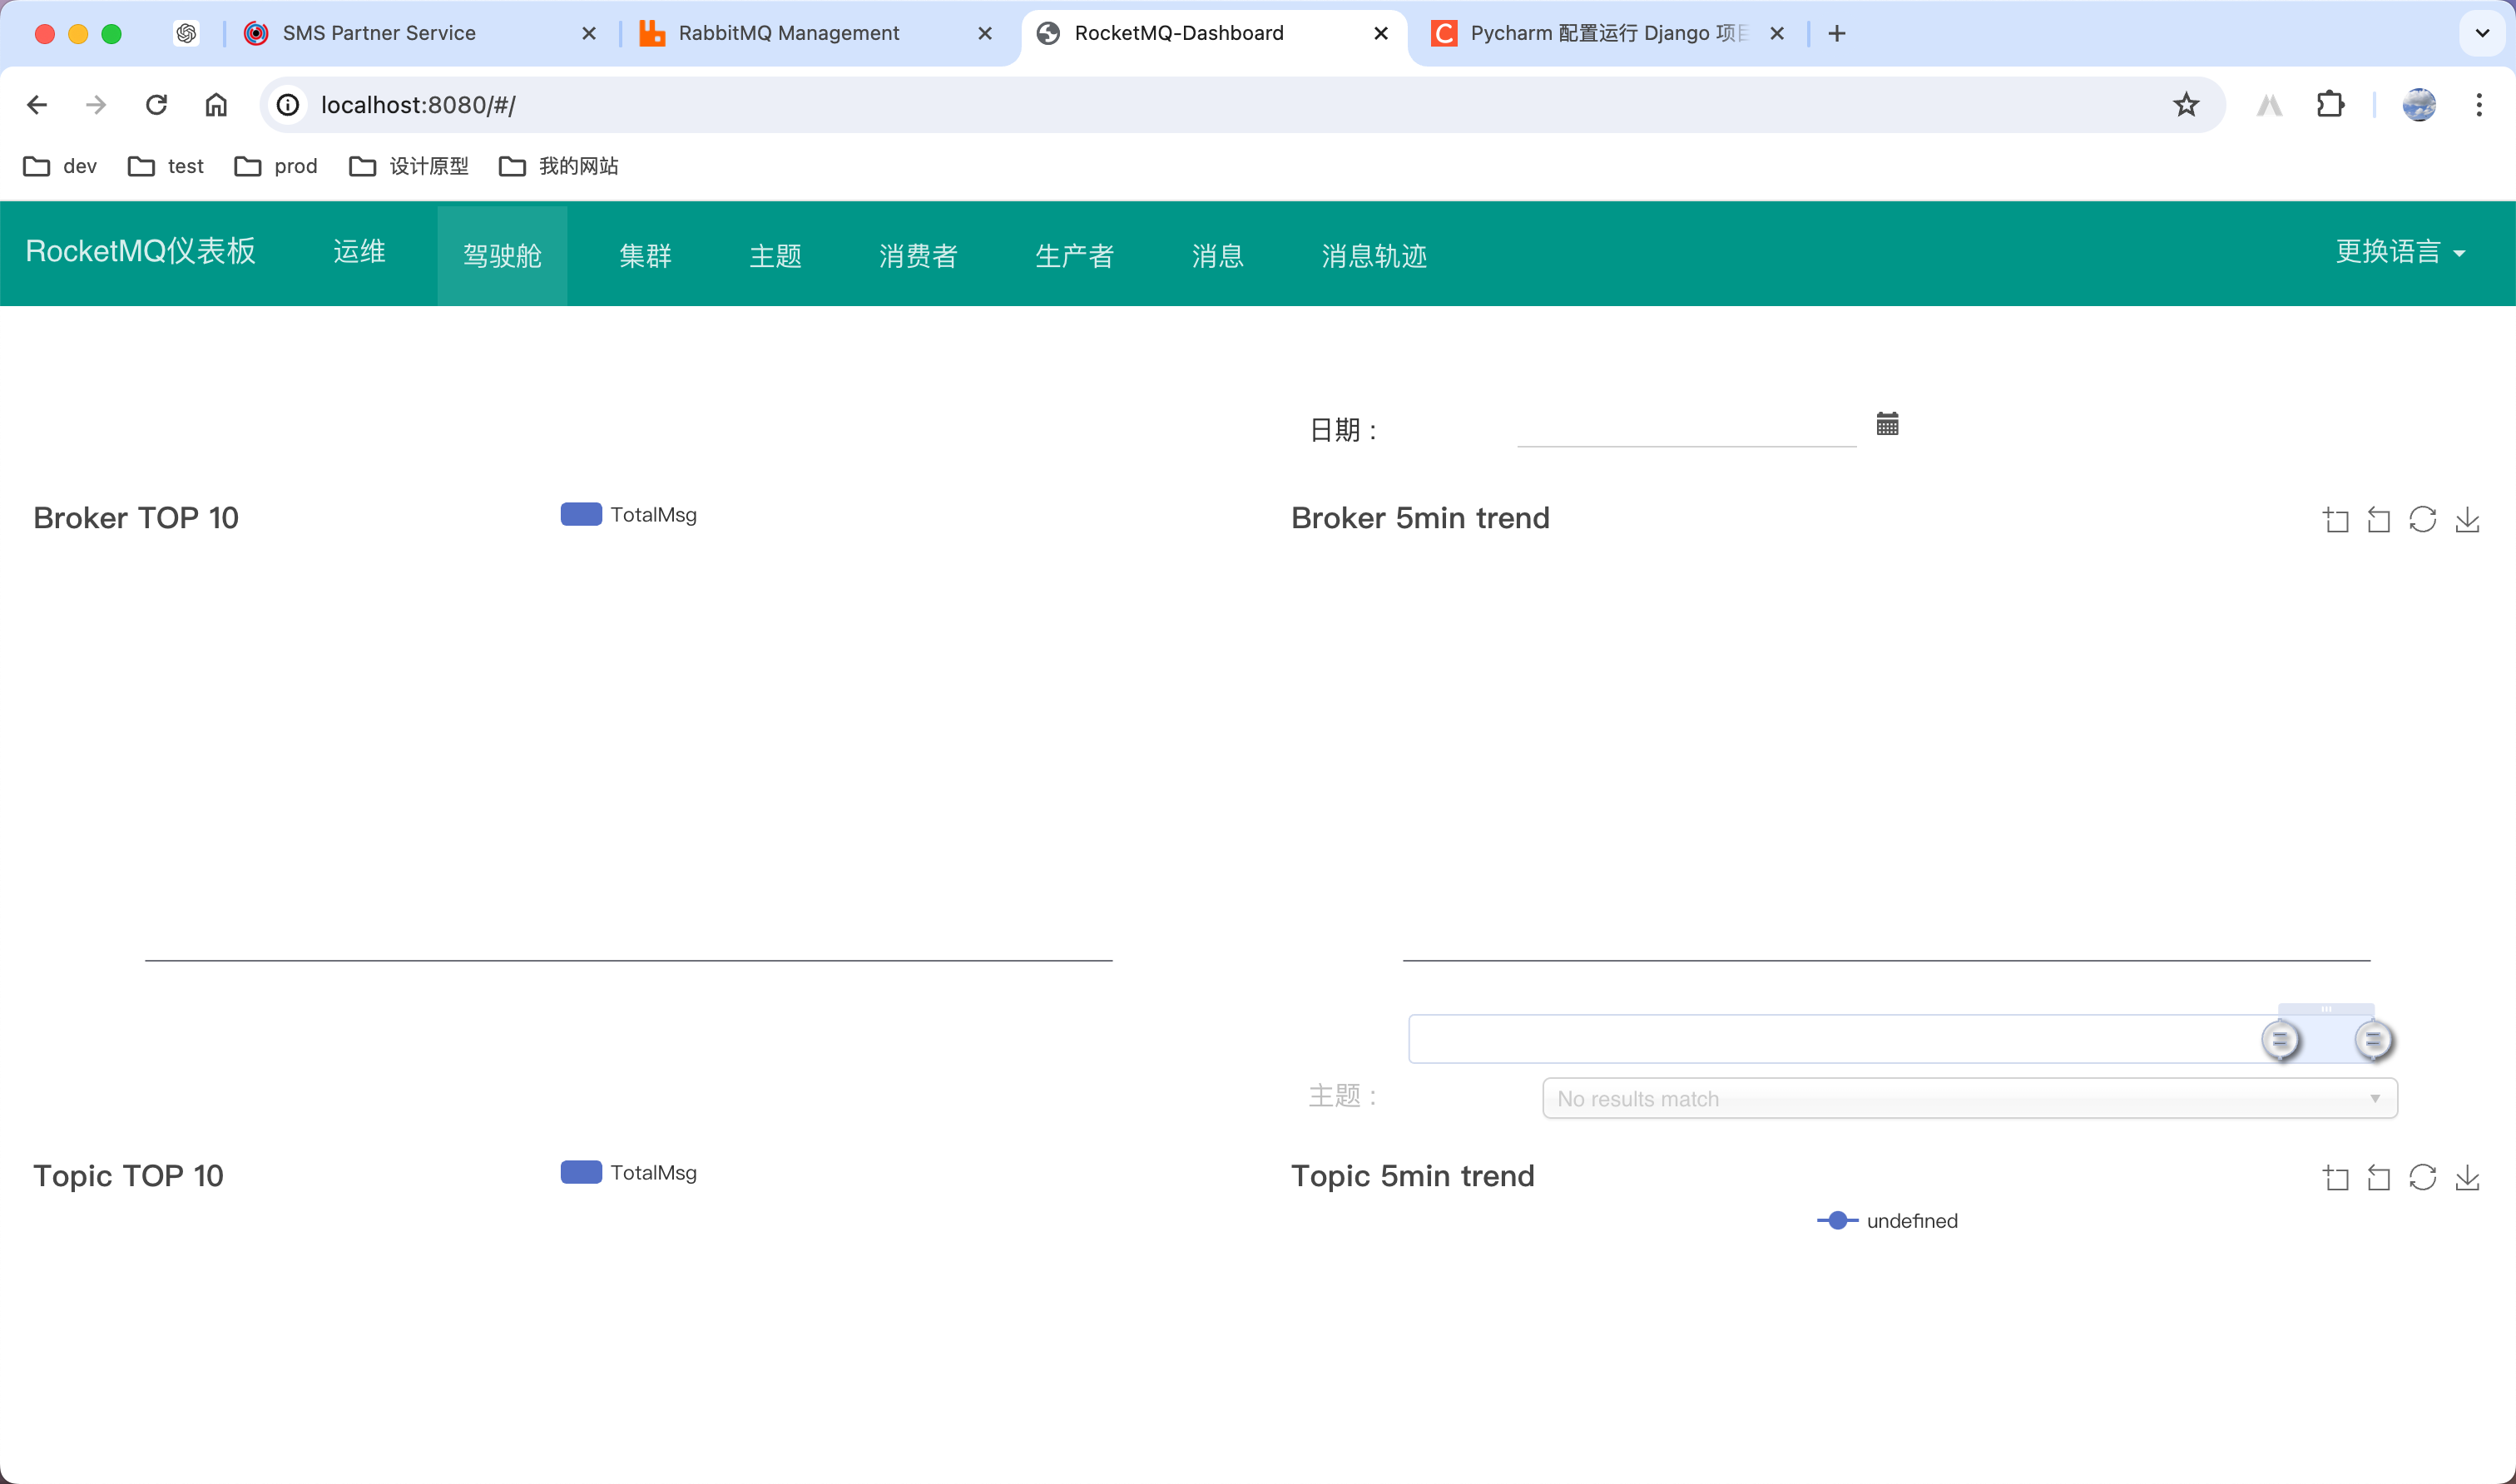 SMS Partner Service
RabbitMQ Management
RocketMQ-Dashboard
Pycharm 配置运行 Django 项目
localhost:8080/#/
dev
test
prod
设计原型
我的网站
RocketMQ仪表板
运维
驾驶舱
集群
主题
消费者
生产者
消息
消息轨迹
更换语言
日期 :
Broker TOP 10
TotalMsg
Broker 5min trend
主题 :
No results match
Topic TOP 10
TotalMsg
Topic 5min trend
undefined